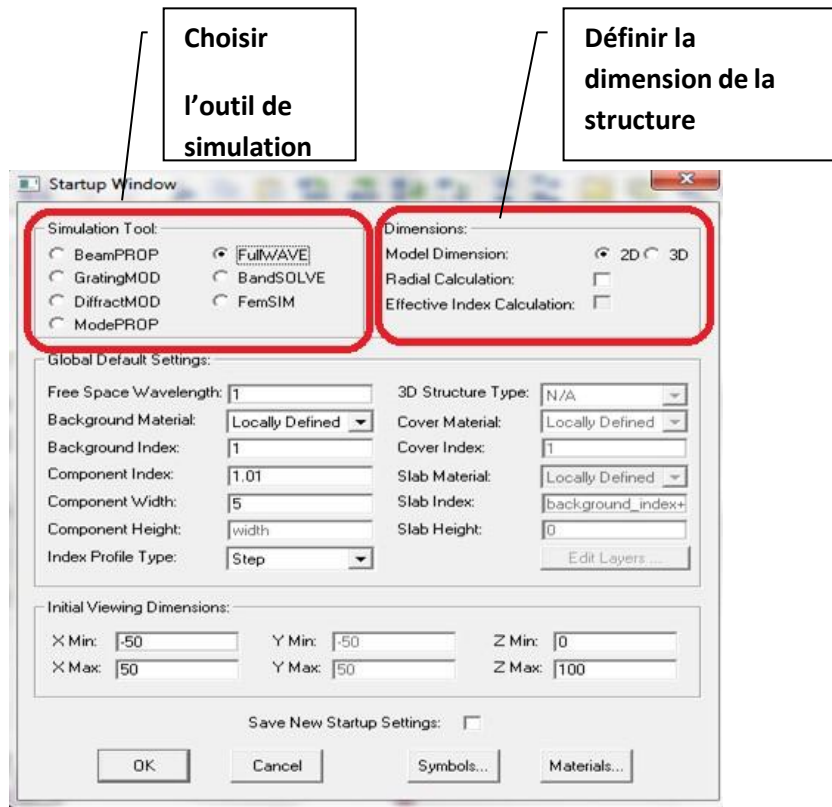 Choisir
l’outil de
simulation
Définir la
dimension de la
structure
Startup Window
Simulation Tool:
BeamPROP
FullWAVE
GratingMOD
BandSOLVE
DiffractMOD
FemSIM
ModePROP
Dimensions:
Model Dimension: 2D 3D
Radial Calculation:
Effective Index Calculation:
Global Default Settings:
Free Space Wavelength: 1
3D Structure Type: N/A
Background Material: Locally Defined
Cover Material: Locally Defined
Background Index: 1
Cover Index: 1
Component Index: 1.01
Slab Material: Locally Defined
Component Width: 5
Slab Index: background_index+
Component Height: width
Slab Height: 0
Index Profile Type: Step
Edit Layers ...
Initial Viewing Dimensions:
X Min: -50 Y Min: -50 Z Min: 0
X Max: 50 Y Max: 50 Z Max: 100
Save New Startup Settings:
OK Cancel Symbols... Materials...